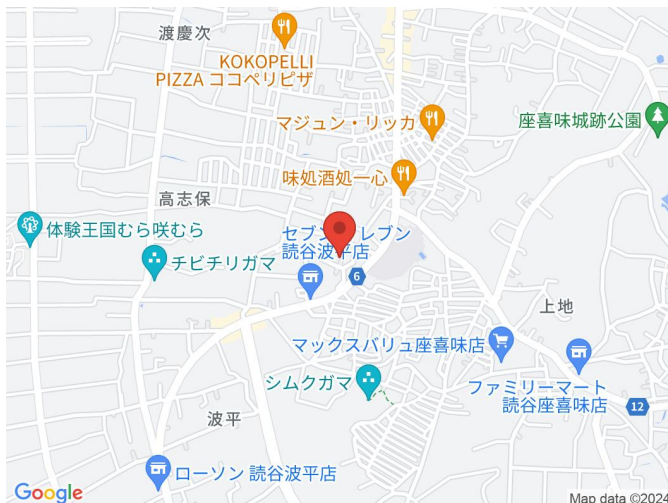 渡慶次
KOKOPELLI
PIZZA ココペリピザ
マジュン・リッカ
座喜味城跡公園
味処酒処一心
高志保
体験王国むら咲むら
チビチリガマ
セブン レブン
読谷波平店
6
上地
マックスバリュ座喜味店
シムクガマ
ファミリーマート
読谷座喜味店
12
波平
ローソン 読谷波平店
Google
Map data ©2024